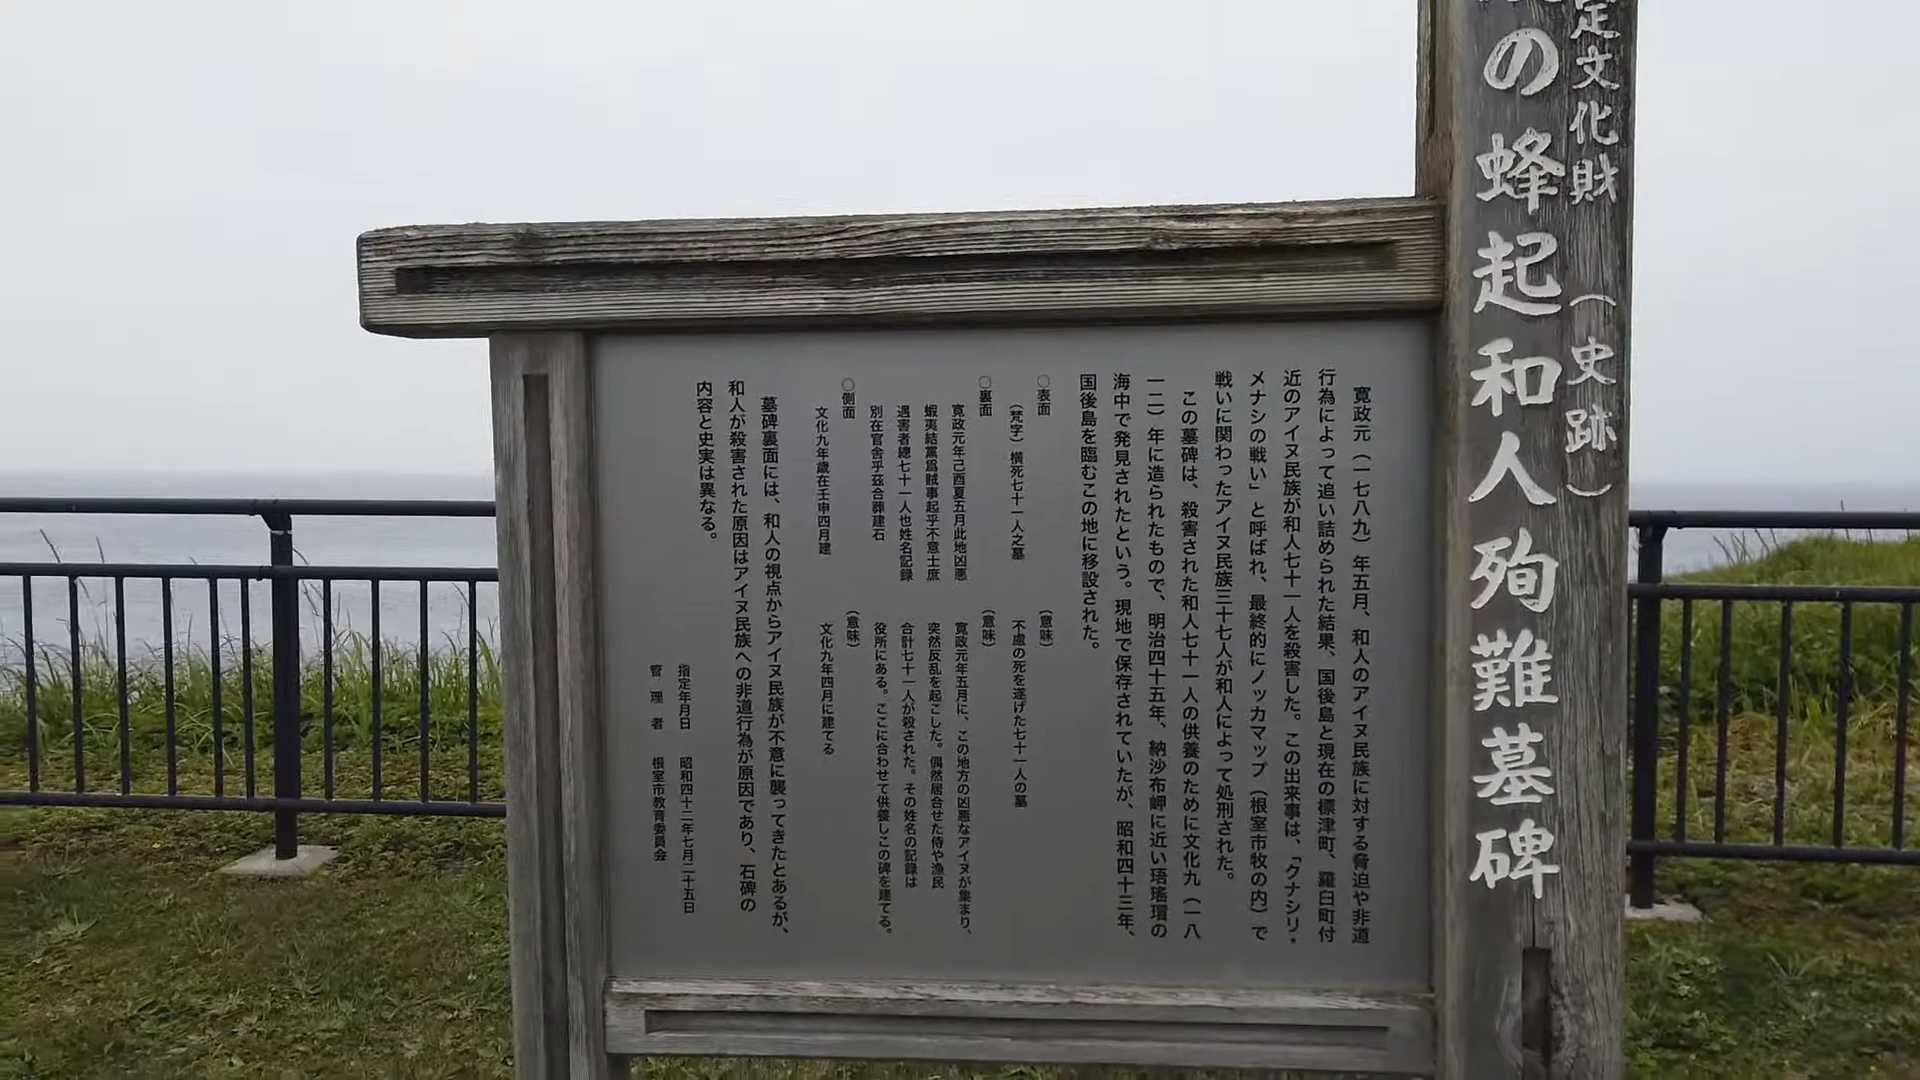 定文化財（史跡）
の蜂起和人殉難墓碑
寛政元（一七八九）年五月、和人のアイヌ民族に対する脅迫や非道
行為によって追い詰められた結果、国後島と現在の標津町、羅臼町付
近のアイヌ民族が和人七十一人を殺害した。この出来事は、「クナシリ・
メナシの戦い」と呼ばれ、最終的にノッカマップ（根室市牧の内）で
戦いに関わったアイヌ民族三十七人が和人によって処刑された。
この墓碑は、殺害された和人七十一人の供養のために文化九（一八
一二）年に造られたもので、明治四十五年、納沙布岬に近い珸瑤瑁の
海中で発見されたという。現地で保存されていたが、昭和四十三年、
国後島を臨むこの地に移設された。
○表面
（梵字）横死七十一人之墓
（意味）
不慮の死を遂げた七十一人の墓
○裏面
寛政元年己酉夏五月此地凶悪
蝦夷結黨為賊事起乎不意士庶
遇害者總七十一人也姓名記録
別在官舎乎茲合葬建石
（意味）
寛政元年五月に、この地方の凶悪なアイヌが集まり、
突然反乱を起こした。偶然居合せた侍や漁民
合計七十一人が殺された。その姓名の記録は
役所にある。ここに合わせて供養しこの碑を建てる。
○側面
文化九年歳在壬申四月建
（意味）
文化九年四月に建てる
墓碑裏面には、和人の視点からアイヌ民族が不意に襲ってきたとあるが、
和人が殺害された原因はアイヌ民族への非道行為が原因であり、石碑の
内容と史実は異なる。
指定年月日　昭和四十二年七月二十五日
管理者　根室市教育委員会